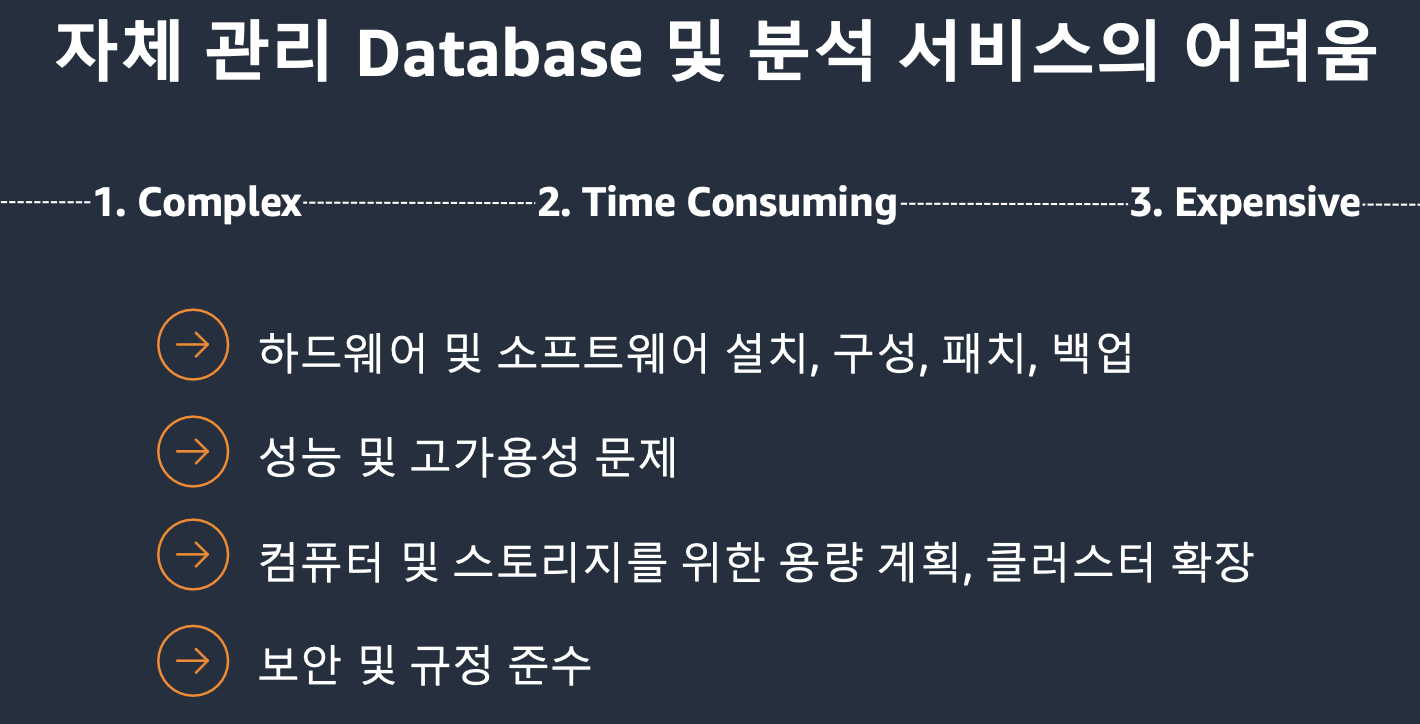 자체 관리 Database 및 분석 서비스의 어려움
1. Complex 2. Time Consuming 3. Expensive
하드웨어 및 소프트웨어 설치, 구성, 패치, 백업
성능 및 고가용성 문제
컴퓨터 및 스토리지를 위한 용량 계획, 클러스터 확장
보안 및 규정 준수